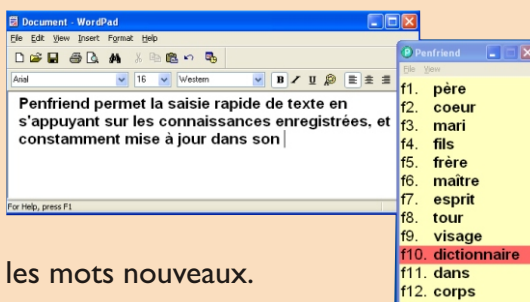 Document - WordPad
File Edit View Insert Format Help
Arial 16 Western B / U
Penfriend permet la saisie rapide de texte en
s'appuyant sur les connaissances enregistrées, et
constamment mise à jour dans son
For Help, press F1
Penfriend
File View
f1. père
f2. coeur
f3. mari
f4. fils
f5. frère
f6. maître
f7. esprit
f8. tour
f9. visage
f10. dictionnaire
f11. dans
f12. corps
les mots nouveaux.